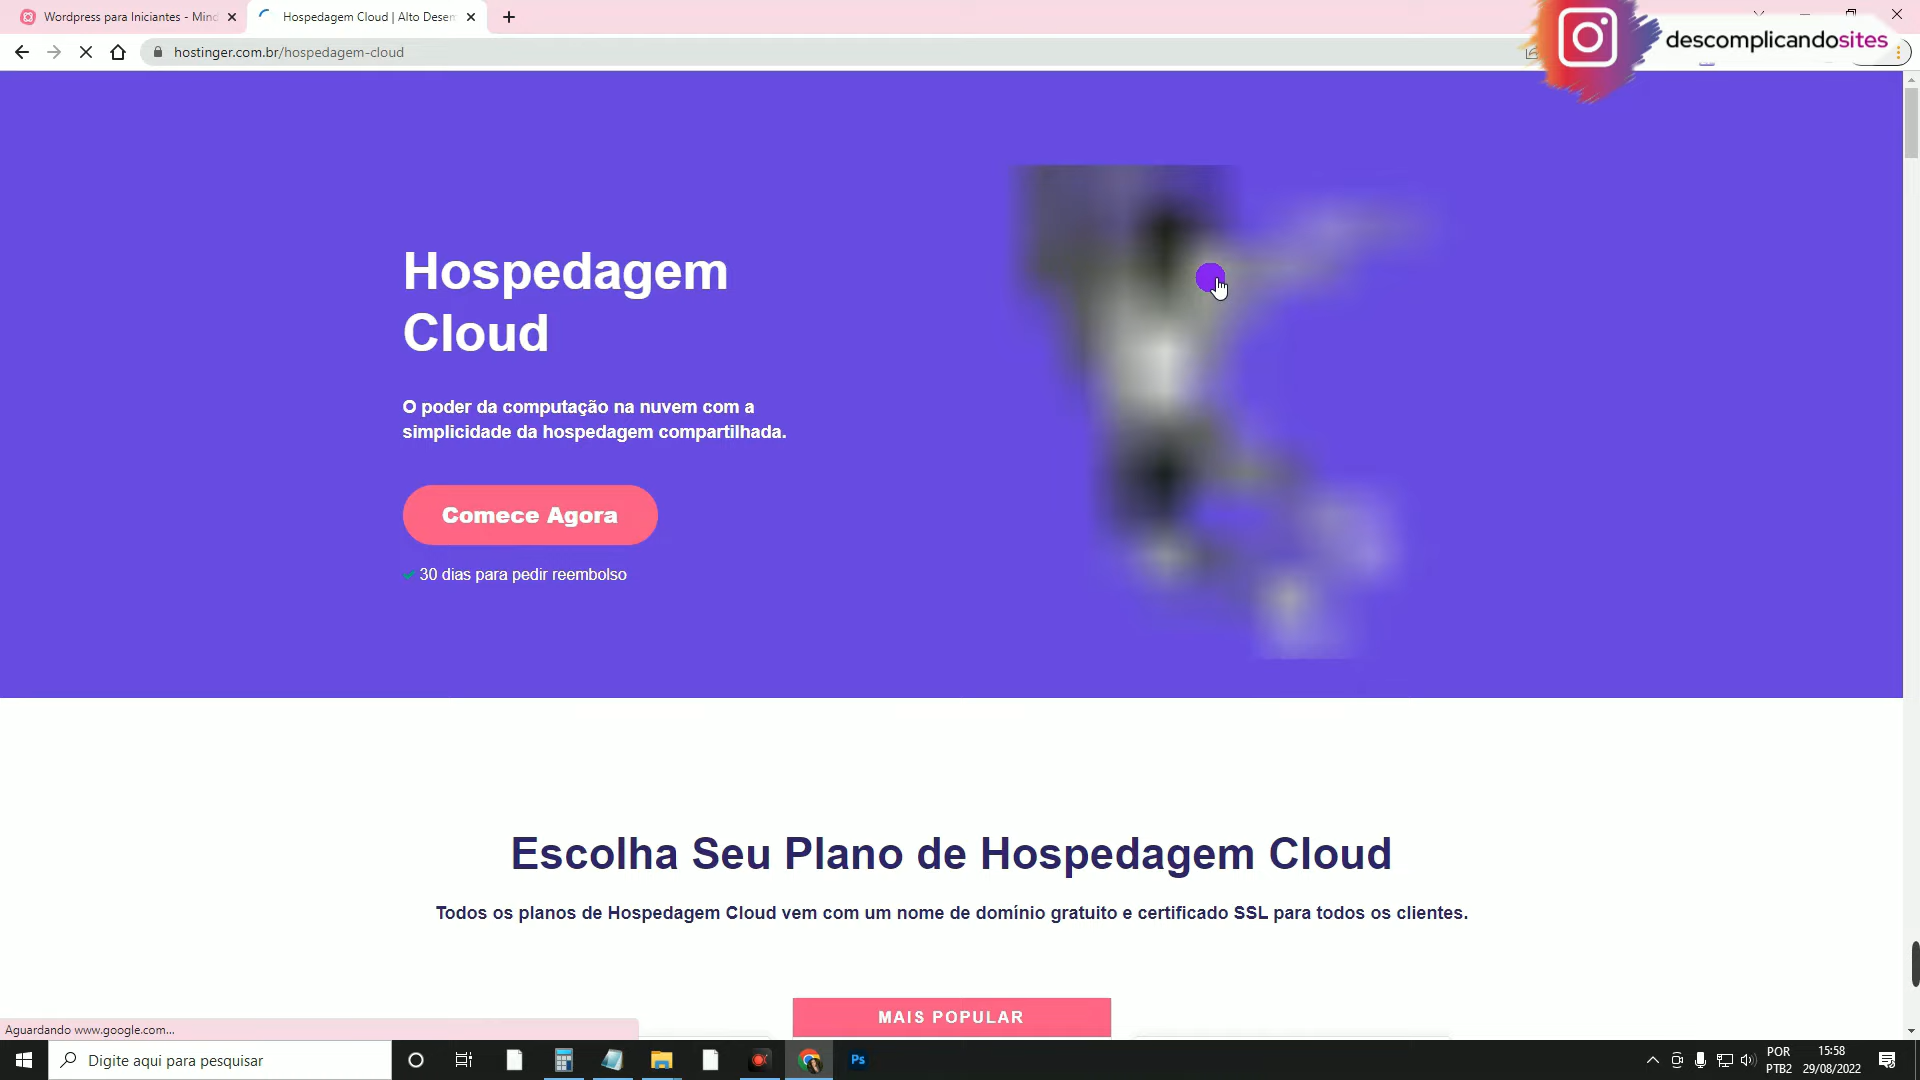 Wordpress para Iniciantes - Mind
Hospedagem Cloud | Alto Desem
hostinger.com.br/hospedagem-cloud
descomplicandosites
Hospedagem
Cloud
O poder da computação na nuvem com a
simplicidade da hospedagem compartilhada.
Comece Agora
30 dias para pedir reembolso
Escolha Seu Plano de Hospedagem Cloud
Todos os planos de Hospedagem Cloud vem com um nome de domínio gratuito e certificado SSL para todos os clientes.
MAIS POPULAR
Aguardando www.google.com...
Digite aqui para pesquisar
Ps
POR
PTB2
15:58
29/08/2022